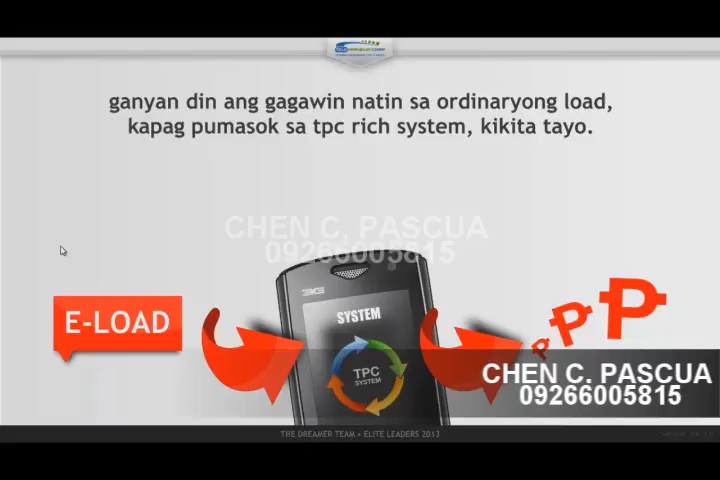 ganyan din ang gagawin natin sa ordinaryong load,
kapag pumasok sa tpc rich system, kikita tayo.
CHEN C. PASCUA
09266005815
3G
SYSTEM
E-LOAD
TPC
SYSTEM
CHEN C. PASCUA
09266005815
THE DREAMER TEAM • ELITE LEADERS 2013